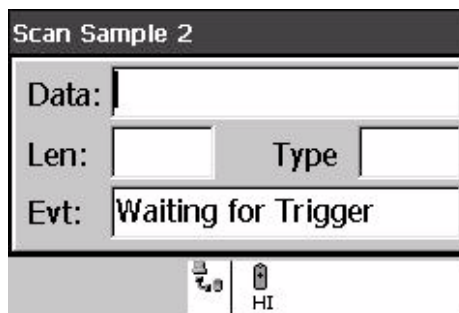 Scan Sample 2
Data:
Len: Type
Evt: Waiting for Trigger
HI